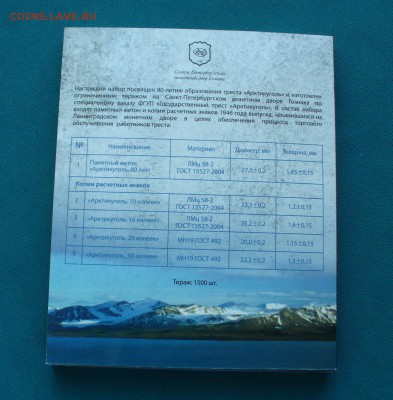 COINS.LAVE.RU
Санкт-Петербургский
монетный двор Гознака
Настоящий набор посвящен 80-летию образования треста «Арктикуголь» и изготовлен
ограниченным тиражом на Санкт-Петербургском монетном дворе Гознака по
специальному заказу ФГУП «Государственный трест «Арктикуголь». В состав набора
входят памятный жетон и копии расчетных знаков 1946 года выпуска, чеканившихся на
Ленинградском монетном дворе в целях обеспечения процесса торгового
обслуживания работников треста:
№ Наименование Материал Диаметр, мм Толщина, мм
1 Памятный жетон «Арктикуголь. 80 лет» ЛМц 58-2 ГОСТ 15527-2004 27,0±0,2 1,65±0,15
Копии расчетных знаков
2 «Арктикуголь. 10 копеек» ЛМц 58-2 ГОСТ 15527-2004 22,2±0,2 1,2±0,15
3 «Арктикуголь. 15 копеек» ЛМц 58-2 ГОСТ 15527-2004 25,2±0,2 1,6±0,15
4 «Арктикуголь. 20 копеек» МН19 ГОСТ 492 20,0±0,2 1,15±0,15
5 «Арктикуголь. 50 копеек» МН19 ГОСТ 492 22,2±0,2 1,3±0,15
Тираж: 1500 шт.